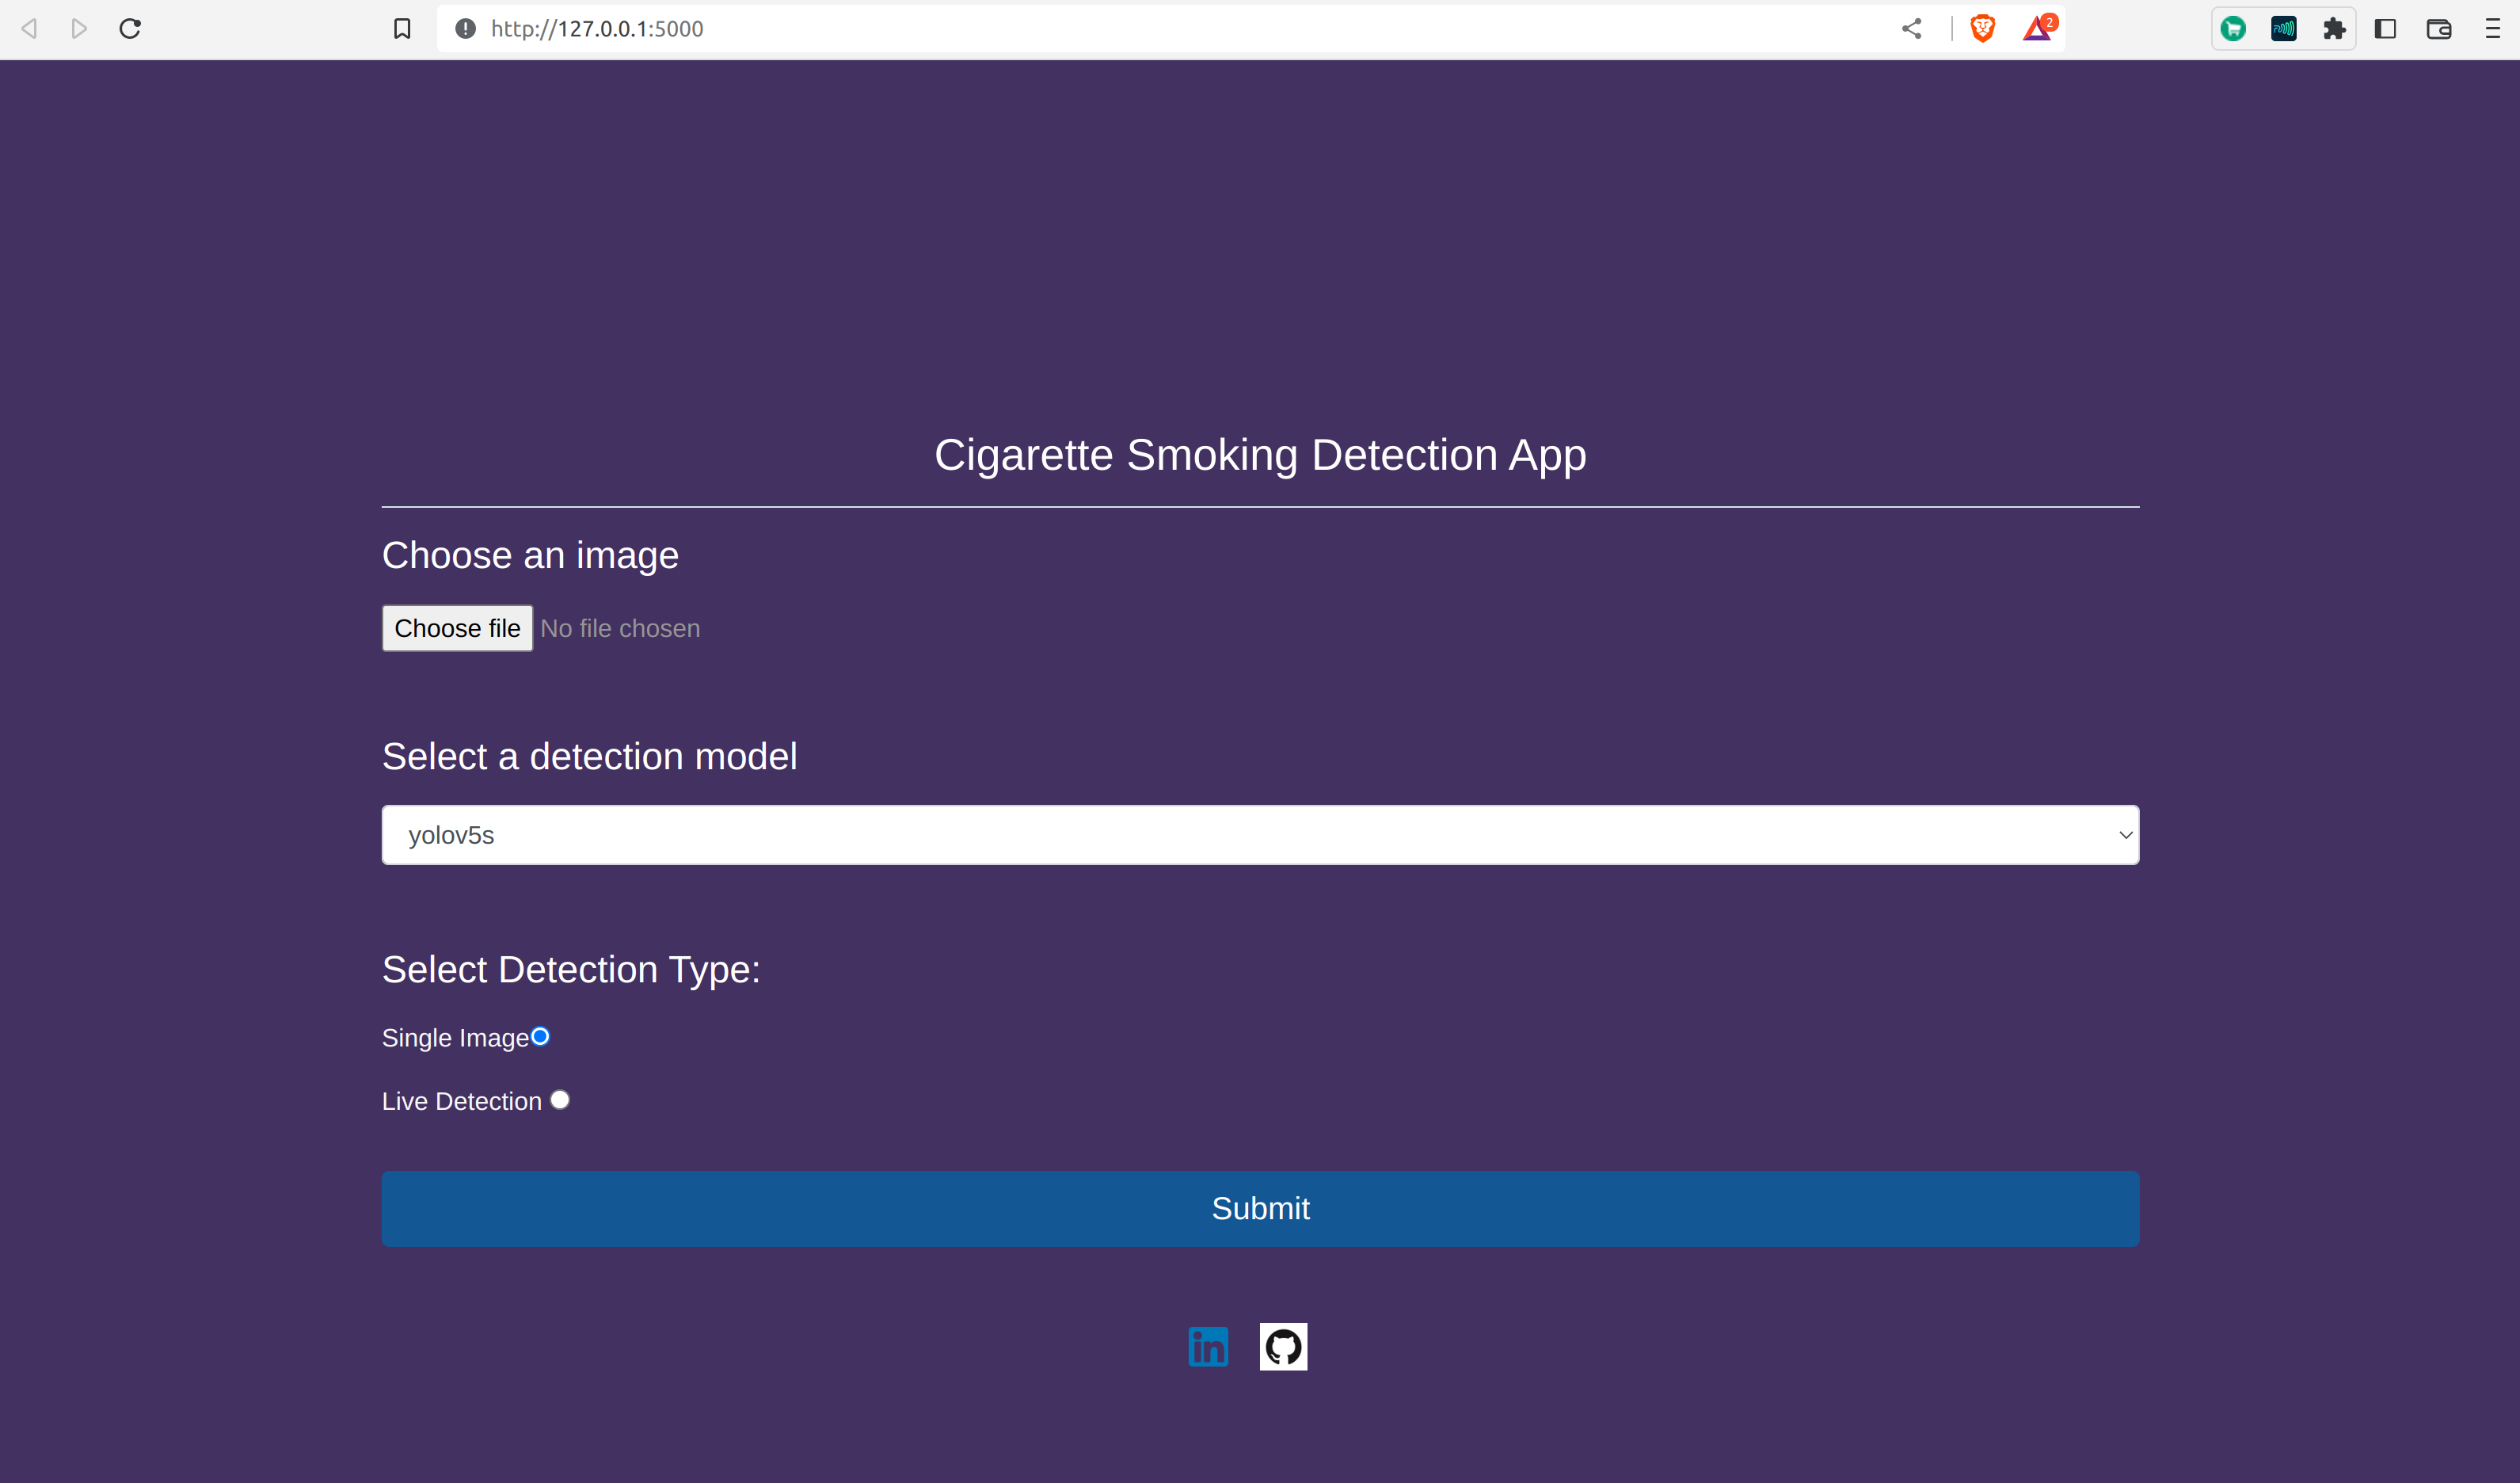 http://127.0.0.1:5000
2
Cigarette Smoking Detection App
Choose an image
Choose file No file chosen
Select a detection model
yolov5s
Select Detection Type:
Single Image
Live Detection
Submit
in